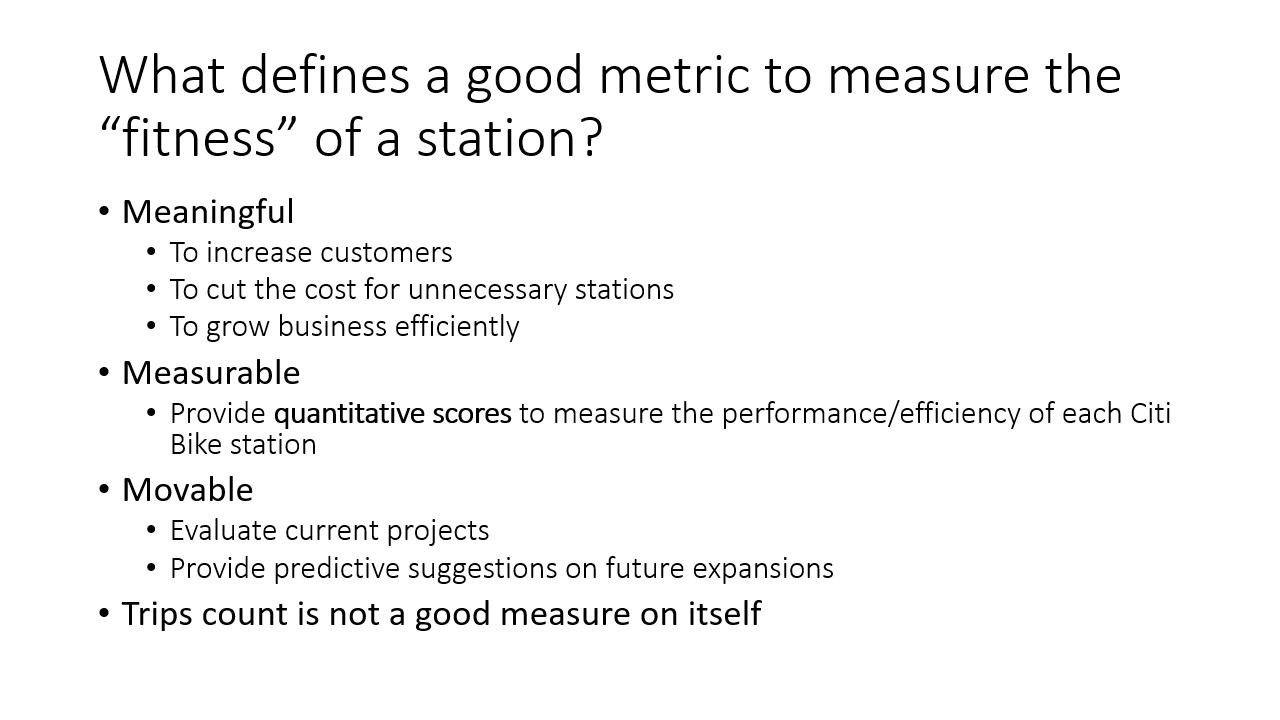 What defines a good metric to measure the
“fitness” of a station?
• Meaningful
• To increase customers
• To cut the cost for unnecessary stations
• To grow business efficiently
• Measurable
• Provide quantitative scores to measure the performance/efficiency of each Citi
Bike station
• Movable
• Evaluate current projects
• Provide predictive suggestions on future expansions
• Trips count is not a good measure on itself